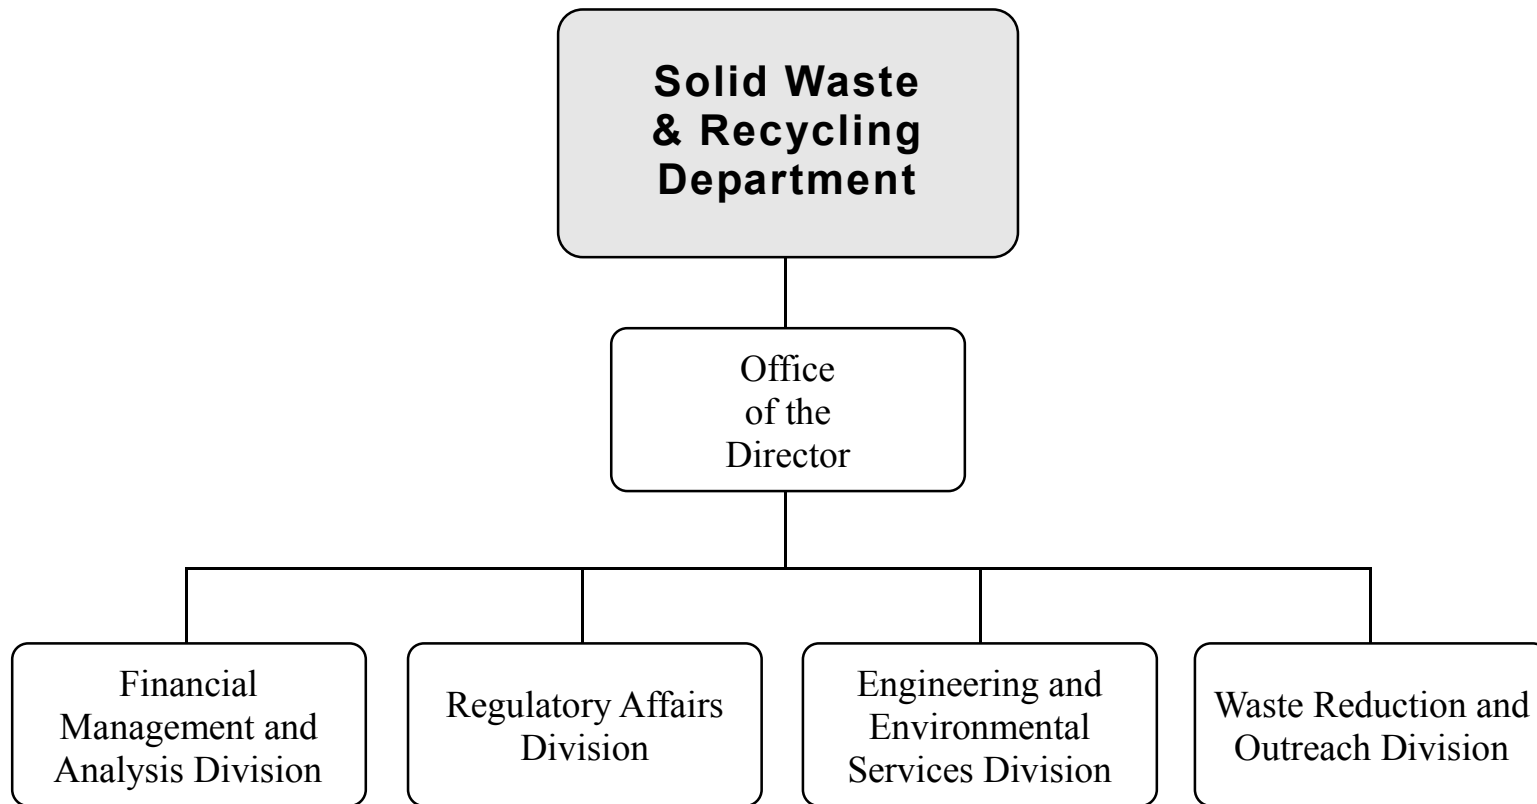 Solid Waste
& Recycling
Department
Office
of the
Director
Financial
Management and
Analysis Division
Regulatory Affairs
Division
Engineering and
Environmental
Services Division
Waste Reduction and
Outreach Division